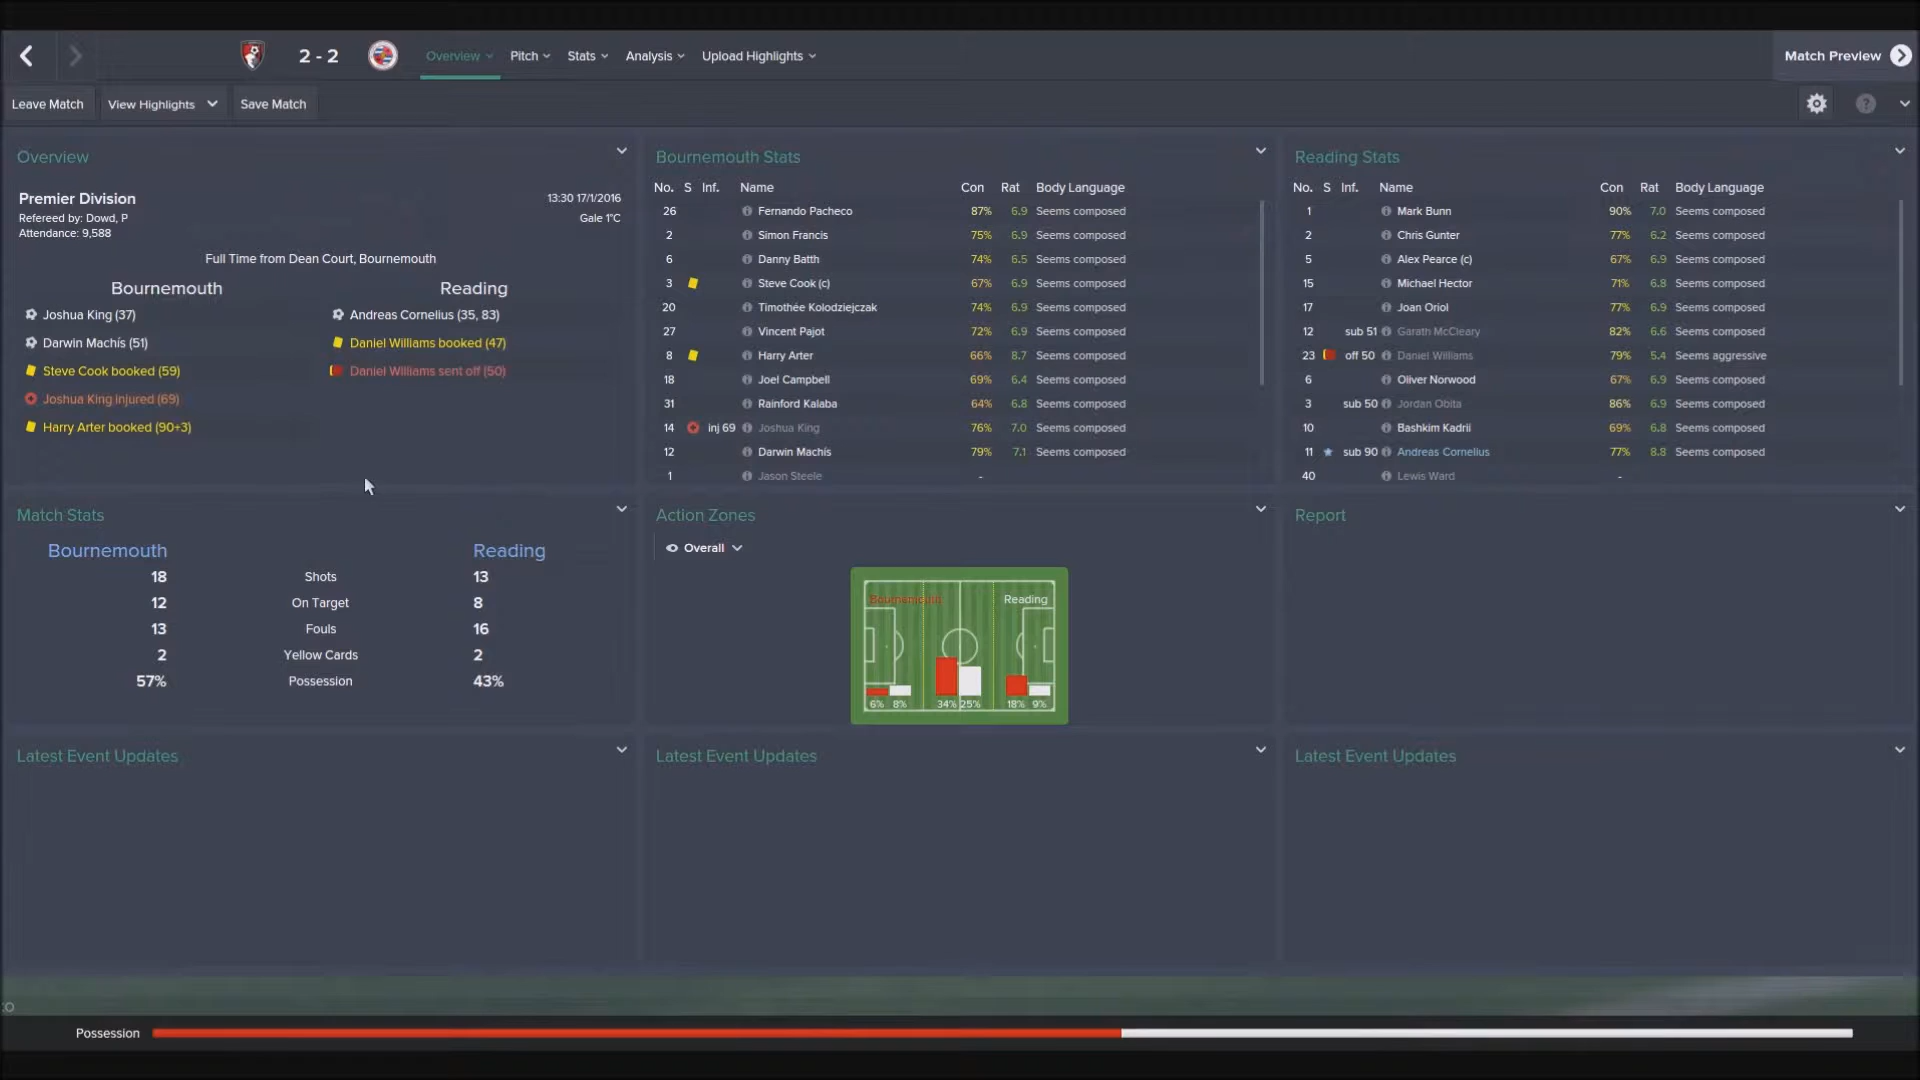 2 - 2
Overview
Pitch
Stats
Analysis
Upload Highlights
Match Preview
Leave Match
View Highlights
Save Match
?
Overview
Premier Division
13:30 17/1/2016
Refereed by: Dowd, P
Gale 1°C
Attendance: 9,588
Full Time from Dean Court, Bournemouth
Bournemouth
Reading
Joshua King (37)
Andreas Cornelius (35, 83)
Darwin Machís (51)
Daniel Williams booked (47)
Steve Cook booked (59)
Daniel Williams sent off (50)
Joshua King injured (69)
Harry Arter booked (90+3)
Bournemouth Stats
No. S Inf. Name Con Rat Body Language
26 Fernando Pacheco 87% 6.9 Seems composed
2 Simon Francis 75% 6.9 Seems composed
6 Danny Batth 74% 6.5 Seems composed
3 Steve Cook (c) 67% 6.9 Seems composed
20 Timothée Kolodziejczak 74% 6.9 Seems composed
27 Vincent Pajot 72% 6.9 Seems composed
8 Harry Arter 66% 8.7 Seems composed
18 Joel Campbell 69% 6.4 Seems composed
31 Rainford Kalaba 64% 6.8 Seems composed
14 inj 69 Joshua King 76% 7.0 Seems composed
12 Darwin Machís 79% 7.1 Seems composed
1 Jason Steele -
Reading Stats
No. S Inf. Name Con Rat Body Language
1 Mark Bunn 90% 7.0 Seems composed
2 Chris Gunter 77% 6.2 Seems composed
5 Alex Pearce (c) 67% 6.9 Seems composed
15 Michael Hector 71% 6.8 Seems composed
17 Joan Oriol 77% 6.9 Seems composed
12 sub 51 Garath McCleary 82% 6.6 Seems composed
23 off 50 Daniel Williams 79% 5.4 Seems aggressive
6 Oliver Norwood 67% 6.9 Seems composed
3 sub 50 Jordan Obita 86% 6.9 Seems composed
10 Bashkim Kadrii 69% 6.8 Seems composed
11 sub 90 Andreas Cornelius 77% 8.8 Seems composed
40 Lewis Ward -
Match Stats
Bournemouth Reading
18 Shots 13
12 On Target 8
13 Fouls 16
2 Yellow Cards 2
57% Possession 43%
Action Zones
Overall
Bournemouth Reading
6% 8% 34% 25% 18% 9%
Report
Latest Event Updates
Latest Event Updates
Latest Event Updates
Possession